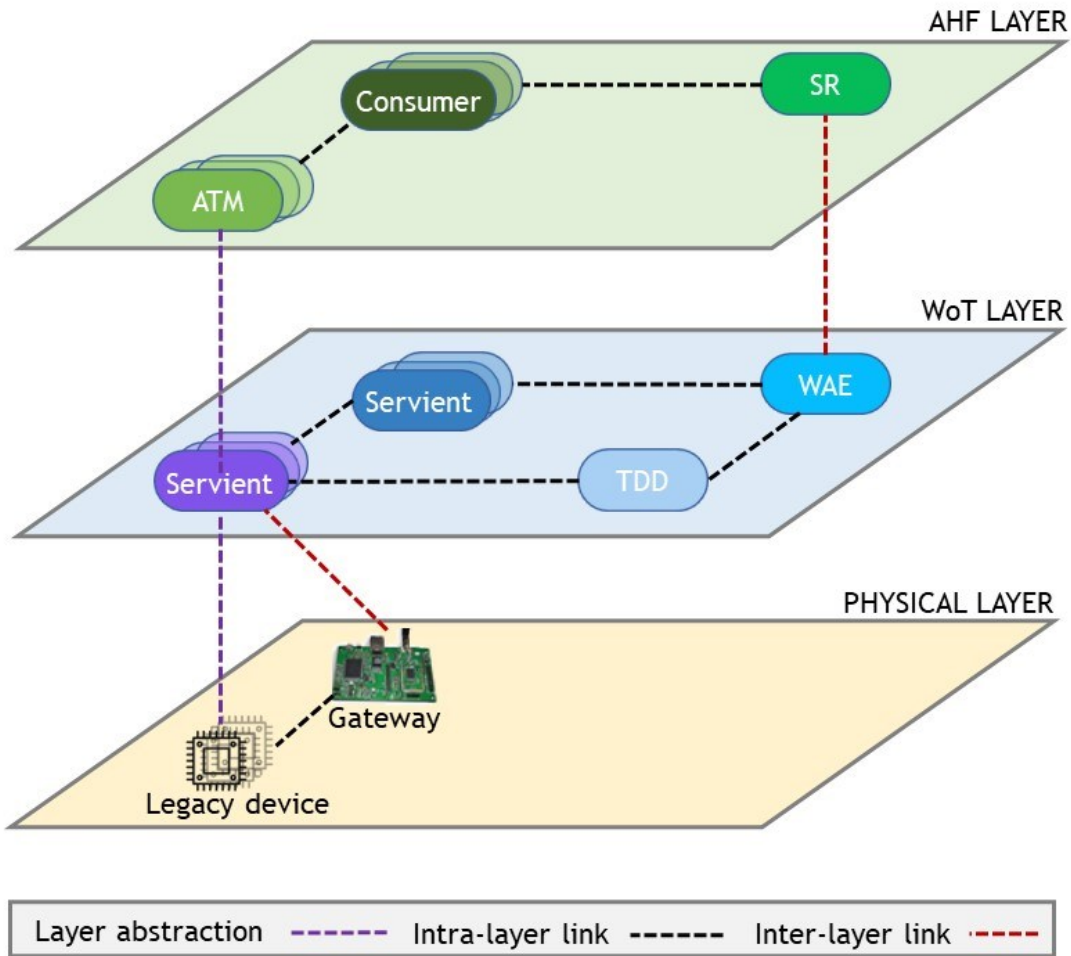 AHF LAYER
Consumer
SR
ATM
WoT LAYER
Servient
WAE
Servient
TDD
PHYSICAL LAYER
Gateway
Legacy device
Layer abstraction Intra-layer link Inter-layer link